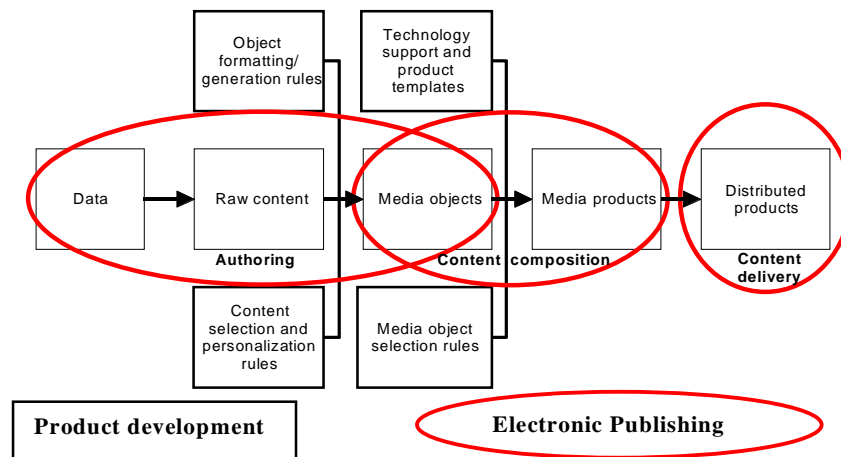 Object
formatting/
generation rules
Technology
support and
product
templates
Data
Raw content
Media objects
Media products
Distributed
products
Authoring
Content composition
Content
delivery
Content
selection and
personalization
rules
Media object
selection rules
Product development
Electronic Publishing